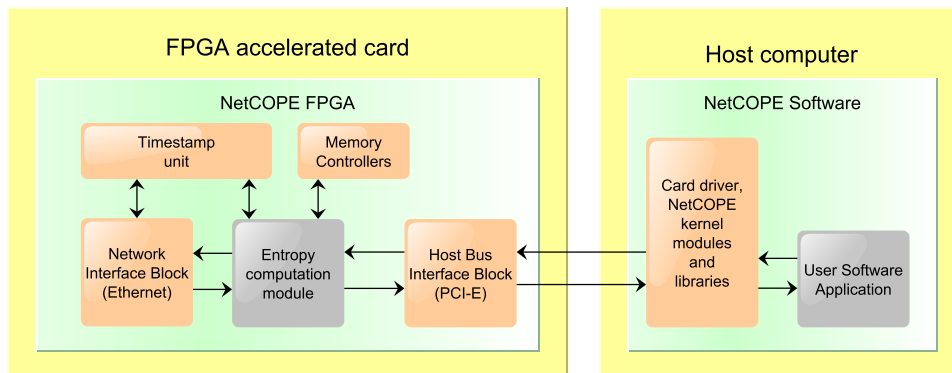 FPGA accelerated card
NetCOPE FPGA
Timestamp
unit
Memory
Controllers
Network
Interface Block
(Ethernet)
Entropy
computation
module
Host Bus
Interface Block
(PCI-E)
Host computer
NetCOPE Software
Card driver,
NetCOPE
kernel
modules
and
libraries
User Software
Application